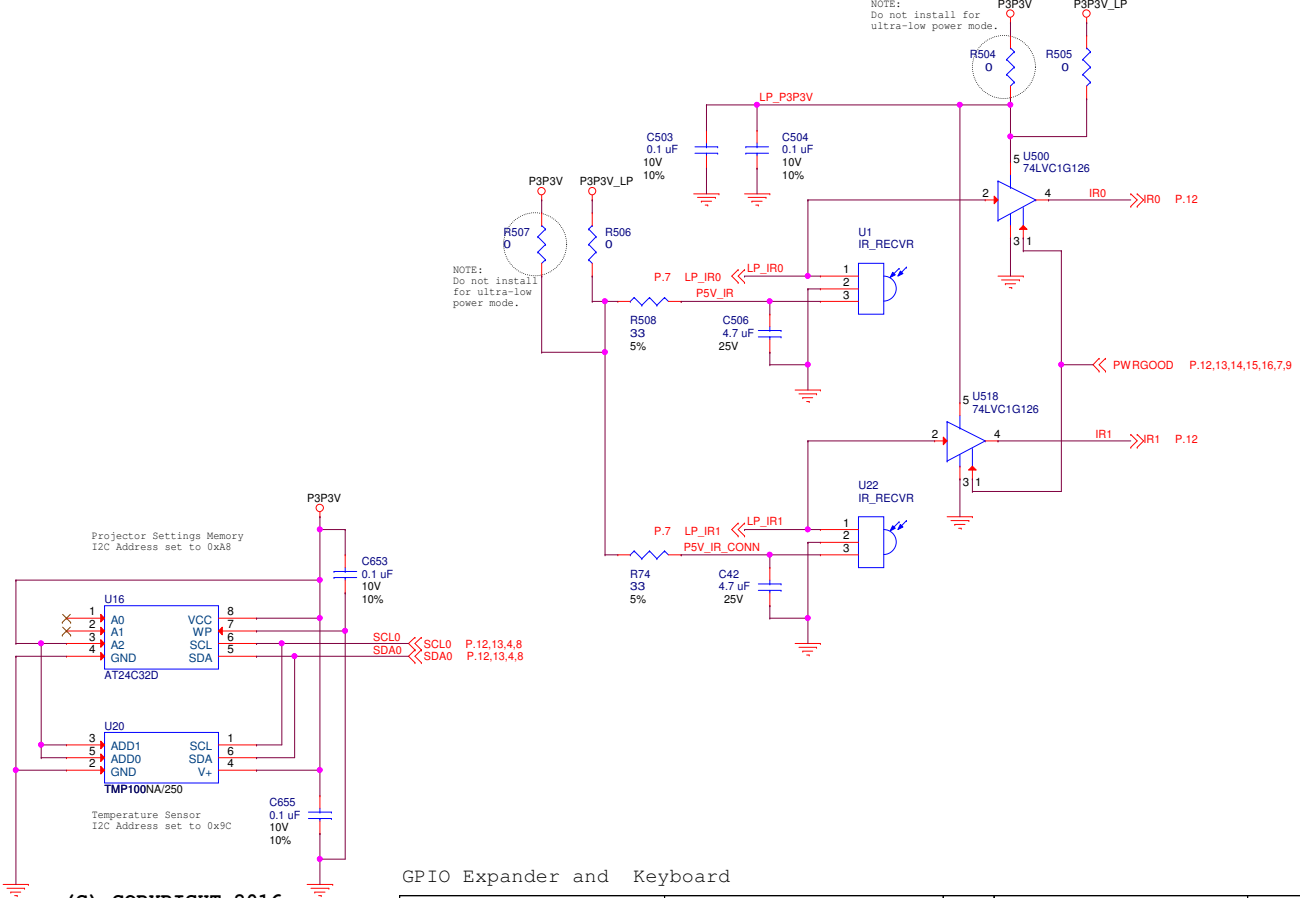 NOTE:
Do not install for
ultra-low power mode.
P3P3V
P3P3V_LP
R504
0
R505
0
LP_P3P3V
C503
0.1 uF
10V
10%
C504
0.1 uF
10V
10%
5
U500
74LVC1G126
2
4
IR0
IR0 P.12
3
1
P3P3V
P3P3V_LP
R507
0
R506
0
NOTE:
Do not install
for ultra-low
power mode.
U1
IR_RECVR
P.7 LP_IR0
LP_IR0
1
2
3
P5V_IR
R508
33
5%
C506
4.7 uF
25V
PWRGOOD P.12,13,14,15,16,7,9
5
U518
74LVC1G126
2
4
IR1
IR1 P.12
3
1
U22
IR_RECVR
P.7 LP_IR1
LP_IR1
1
2
3
P5V_IR_CONN
R74
33
5%
C42
4.7 uF
25V
P3P3V
Projector Settings Memory
I2C Address set to 0xA8
C653
0.1 uF
10V
10%
U16
1 A0 VCC 8
2 A1 WP 7
3 A2 SCL 6
4 GND SDA 5
AT24C32D
SCL0
SCL0 P.12,13,4,8
SDA0
SDA0 P.12,13,4,8
U20
3 ADD1 SCL 1
5 ADD0 SDA 6
2 GND V+ 4
TMP100NA/250
Temperature Sensor
I2C Address set to 0x9C
C655
0.1 uF
10V
10%
GPIO Expander and Keyboard
(C) COPYRIGHT 2016